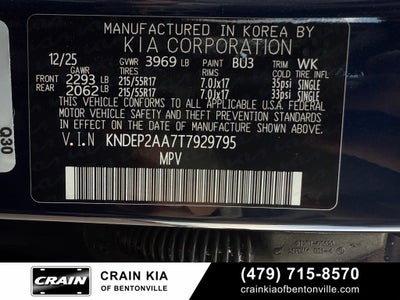 MANUFACTURED IN KOREA BY
KIA CORPORATION
12/25 GVWR 3969 LB PAINT BU3 TRIM WK
GAWR TIRES RIMS COLD TIRE INFL.
FRONT 2293 LB 215/55R17 7.0Jx17 35psi SINGLE
REAR 2062 LB 215/55R17 7.0Jx17 33psi SINGLE
THIS VEHICLE CONFORMS TO ALL APPLICABLE U.S.A FEDERAL
MOTOR VEHICLE SAFETY AND THEFT PREVENTION STANDARDS
IN EFFECT ON THE DATE OF MANUFACTURE SHOWN ABOVE.
V.I.N KNDEP2AA7T7929795
MPV
Q30
CRAIN
CRAIN KIA
OF BENTONVILLE
(479) 715-8570
crainkiaofbentonville.com